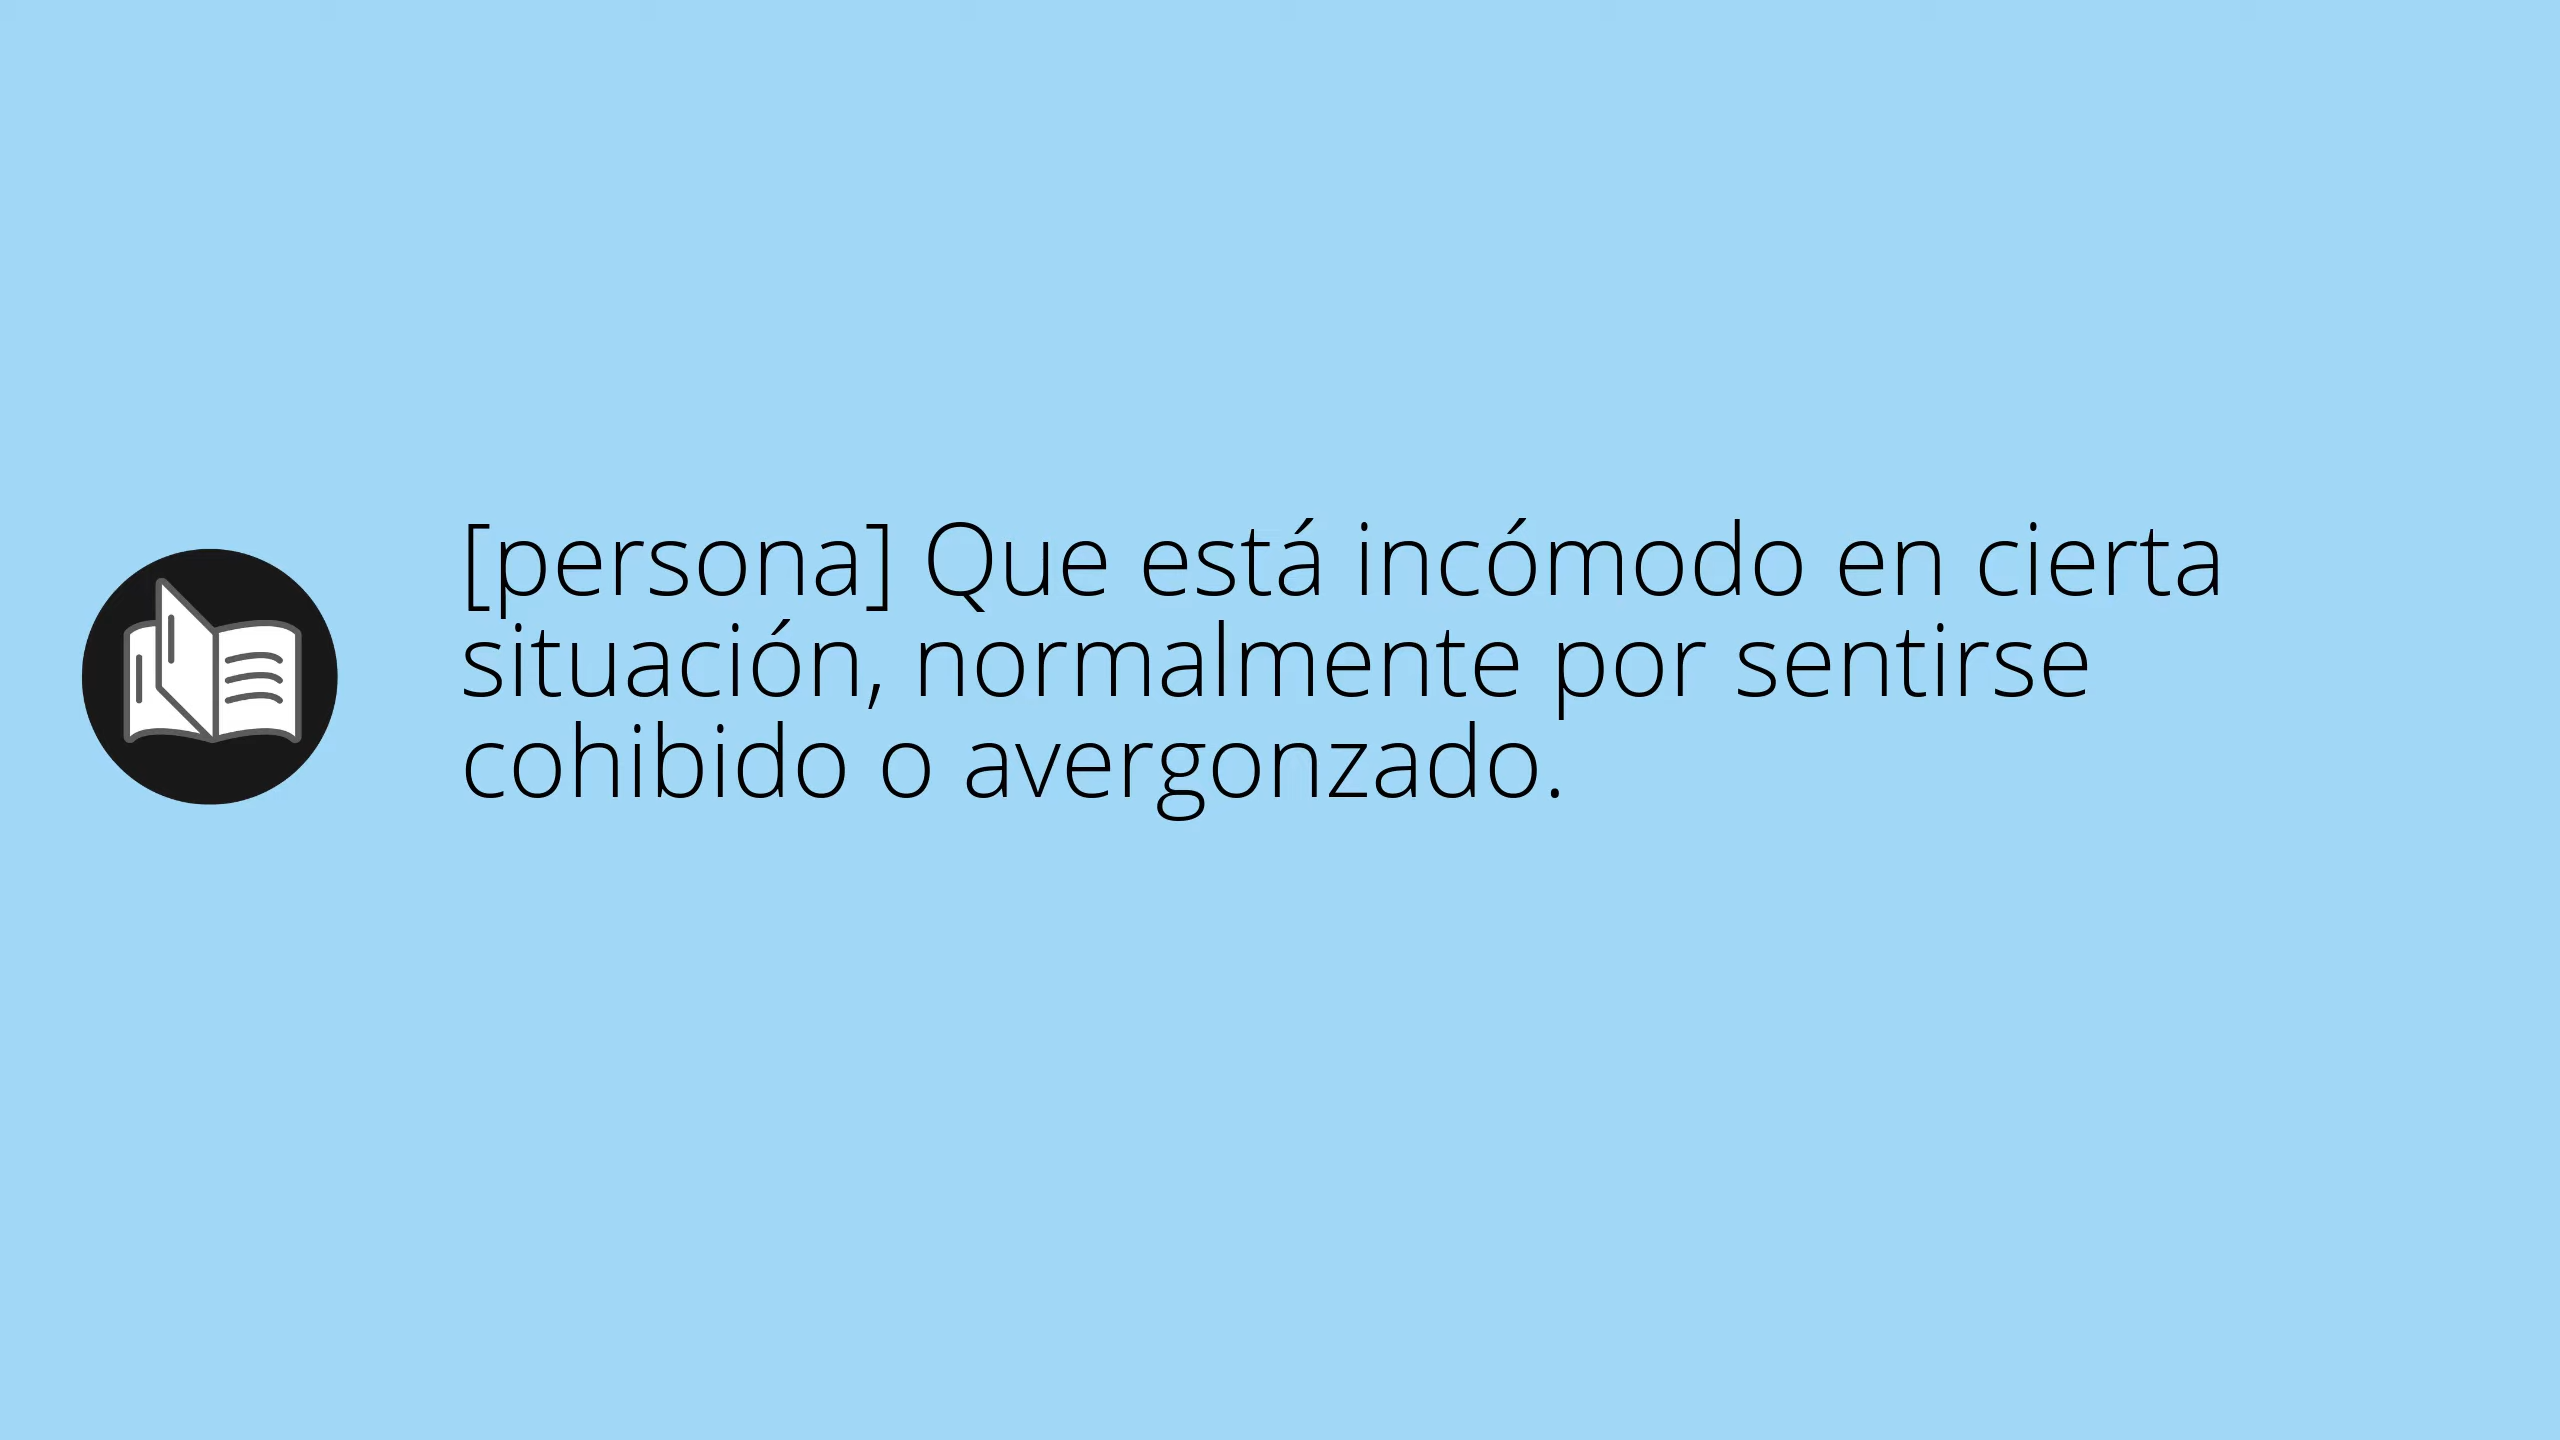 [persona] Que está incómodo en cierta
situación, normalmente por sentirse
cohibido o avergonzado.